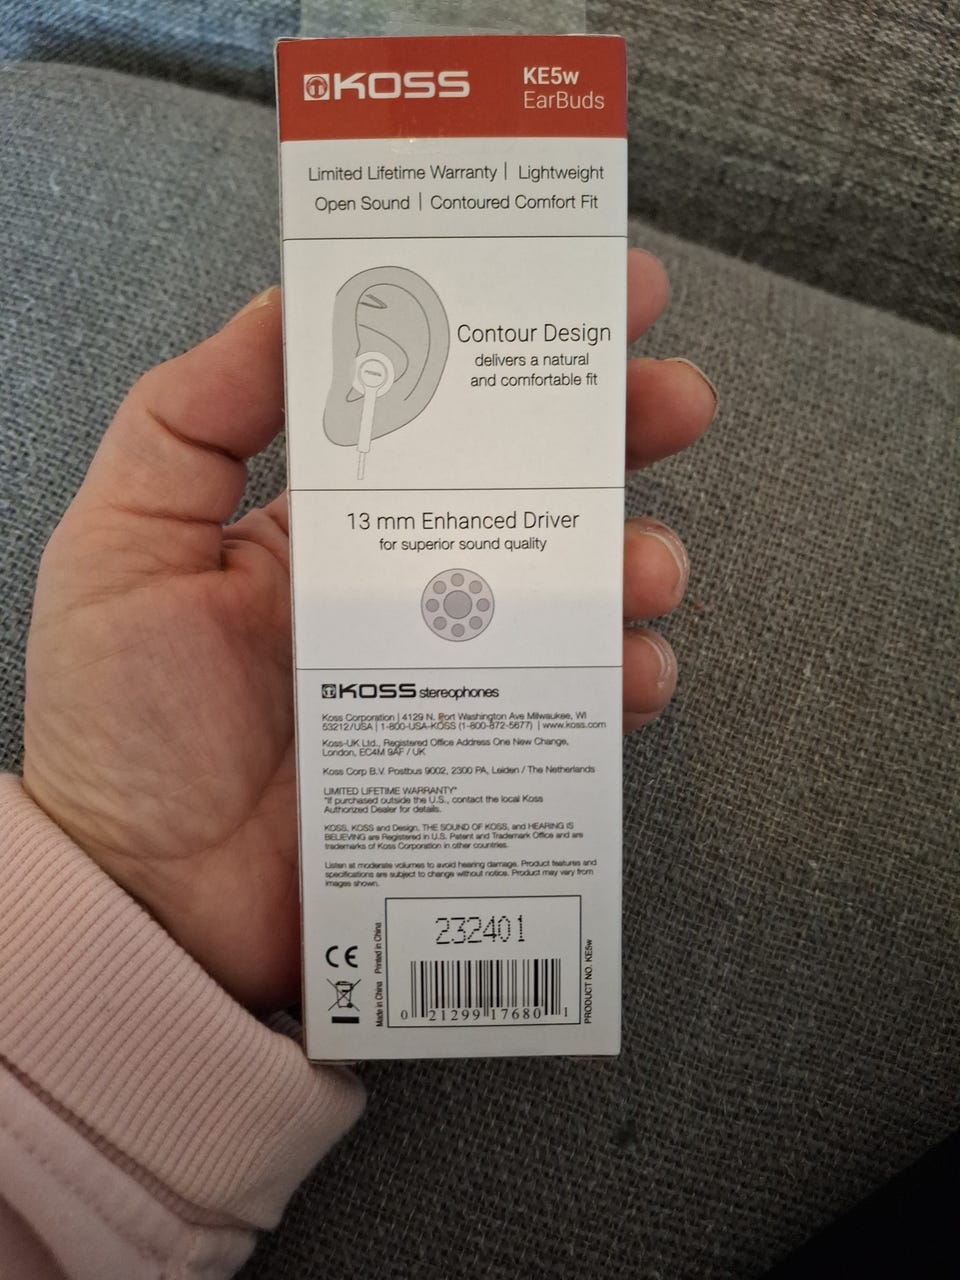 KOSS
KE5w
EarBuds
Limited Lifetime Warranty | Lightweight
Open Sound | Contoured Comfort Fit
Contour Design
delivers a natural
and comfortable fit
13 mm Enhanced Driver
for superior sound quality
KOSS stereophones
Koss Corporation | 4129 N. Port Washington Ave Milwaukee, WI
53212/USA | 1-800-USA-KOSS (1-800-872-5677) | www.koss.com
Koss-UK Ltd., Registered Office Address One New Change,
London, EC4M 9AF / UK
Koss Corp B.V. Postbus 9002, 2300 PA, Leiden / The Netherlands
LIMITED LIFETIME WARRANTY*
*If purchased outside the U.S., contact the local Koss
Authorized Dealer for details.
KOSS, KOSS and Design, THE SOUND OF KOSS, and HEARING IS
BELIEVING are Registered in U.S. Patent and Trademark Office and are
trademarks of Koss Corporation in other countries.
Listen at moderate volumes to avoid hearing damage. Product features and
specifications are subject to change without notice. Product may vary from
images shown.
CE
Made in China Printed in China
232401
0 21299 17680 1
PRODUCT NO. KE5w